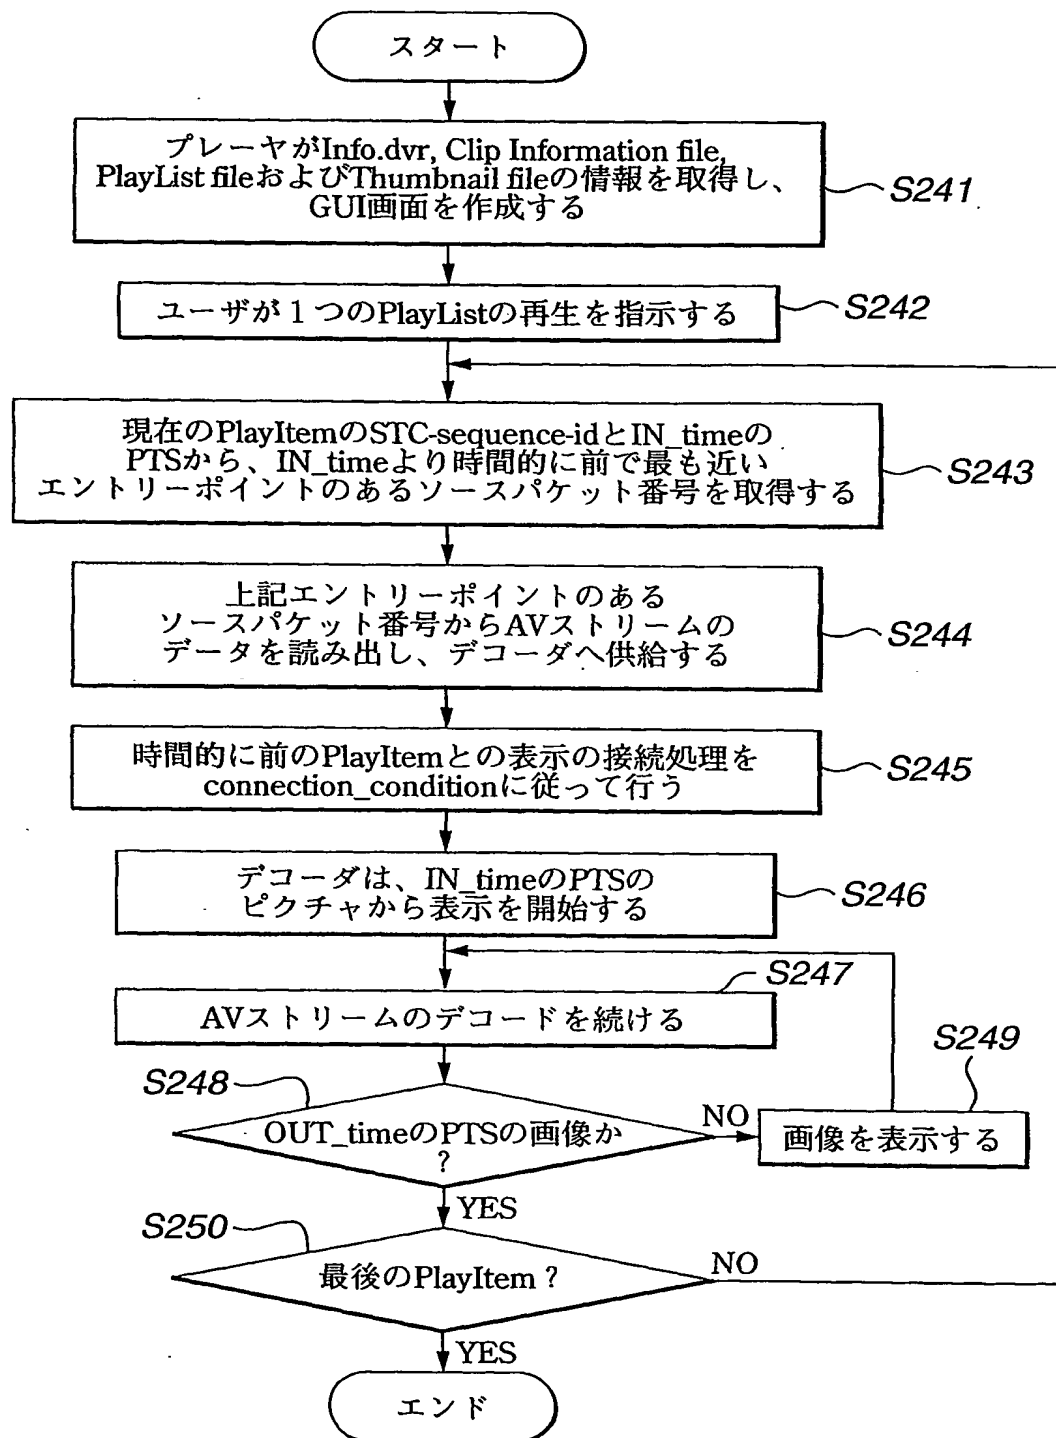 スタート
プレーヤがInfo.dvr, Clip Information file,
PlayList fileおよびThumbnail fileの情報を取得し、
GUI画面を作成する
S241
ユーザが１つのPlayListの再生を指示する
S242
現在のPlayItemのSTC-sequence-idとIN_timeの
PTSから、IN_timeより時間的に前で最も近い
エントリーポイントのあるソースパケット番号を取得する
S243
上記エントリーポイントのある
ソースパケット番号からAVストリームの
データを読み出し、デコーダへ供給する
S244
時間的に前のPlayItemとの表示の接続処理を
connection_conditionに従って行う
S245
デコーダは、IN_timeのPTSの
ピクチャから表示を開始する
S246
S247
AVストリームのデコードを続ける
S249
S248
OUT_timeのPTSの画像か
?
NO
画像を表示する
YES
S250
最後のPlayItem ?
NO
YES
エンド